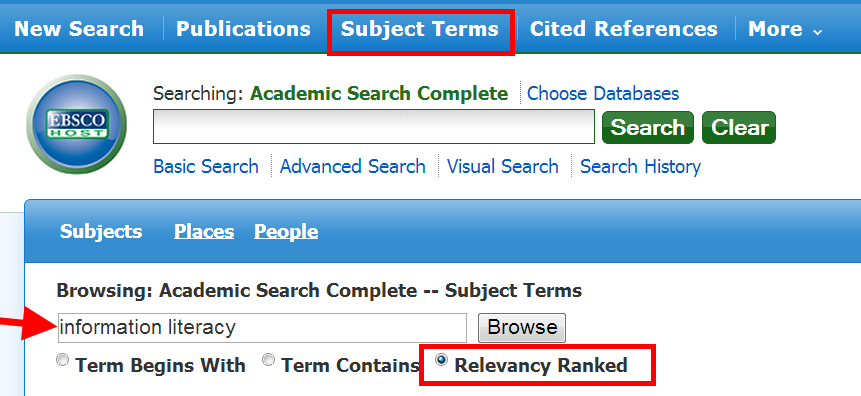 New Search Publications Subject Terms Cited References More
Searching: Academic Search Complete Choose Databases
EBSCO
HOST
Search Clear
Basic Search Advanced Search Visual Search Search History
Subjects Places People
Browsing: Academic Search Complete -- Subject Terms
information literacy Browse
Term Begins With Term Contains Relevancy Ranked